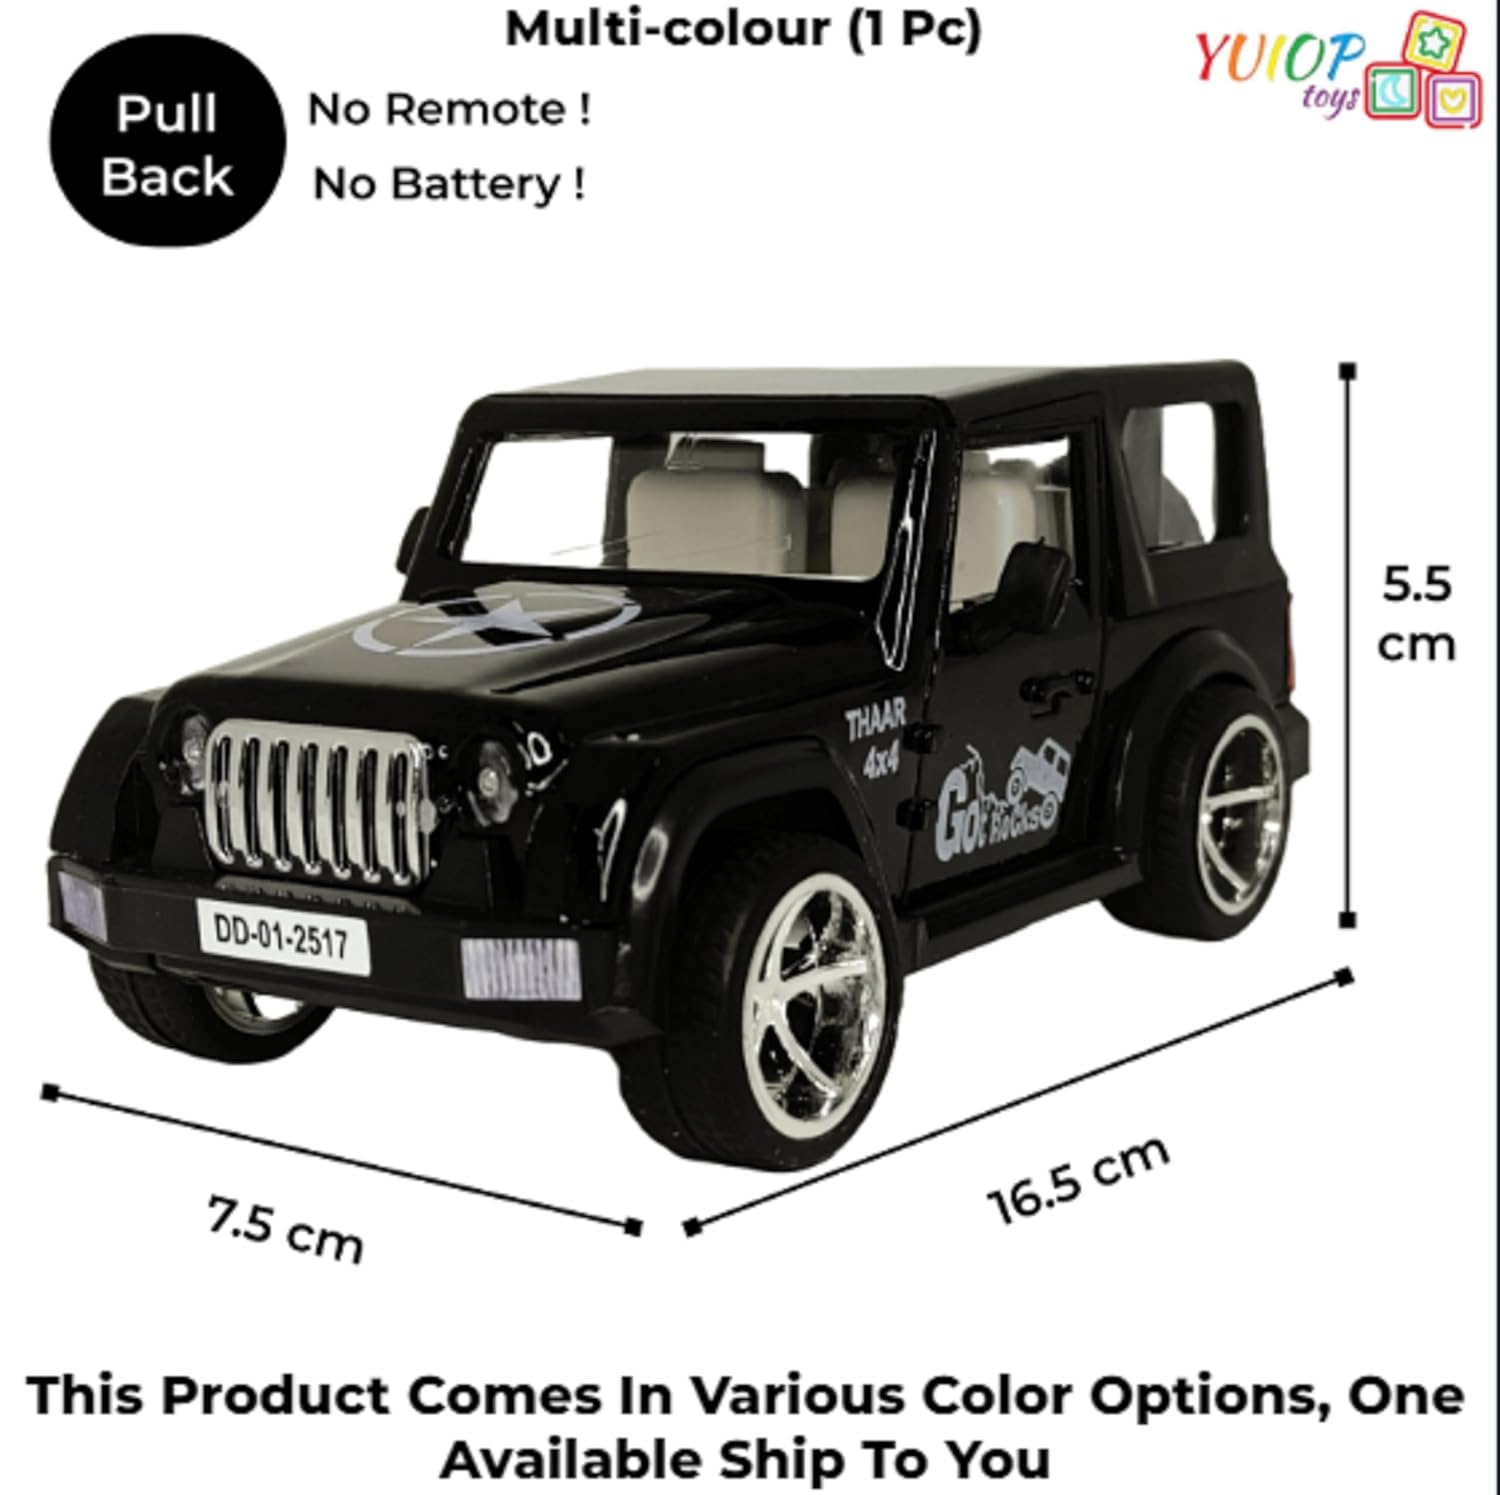 Multi-colour (1 Pc)
YUIOP
toys
Pull
Back
No Remote !
No Battery !
5.5
cm
THAAR
4x4
Got
Rocks
DD-01-2517
7.5 cm
16.5 cm
This Product Comes In Various Color Options, One
Available Ship To You